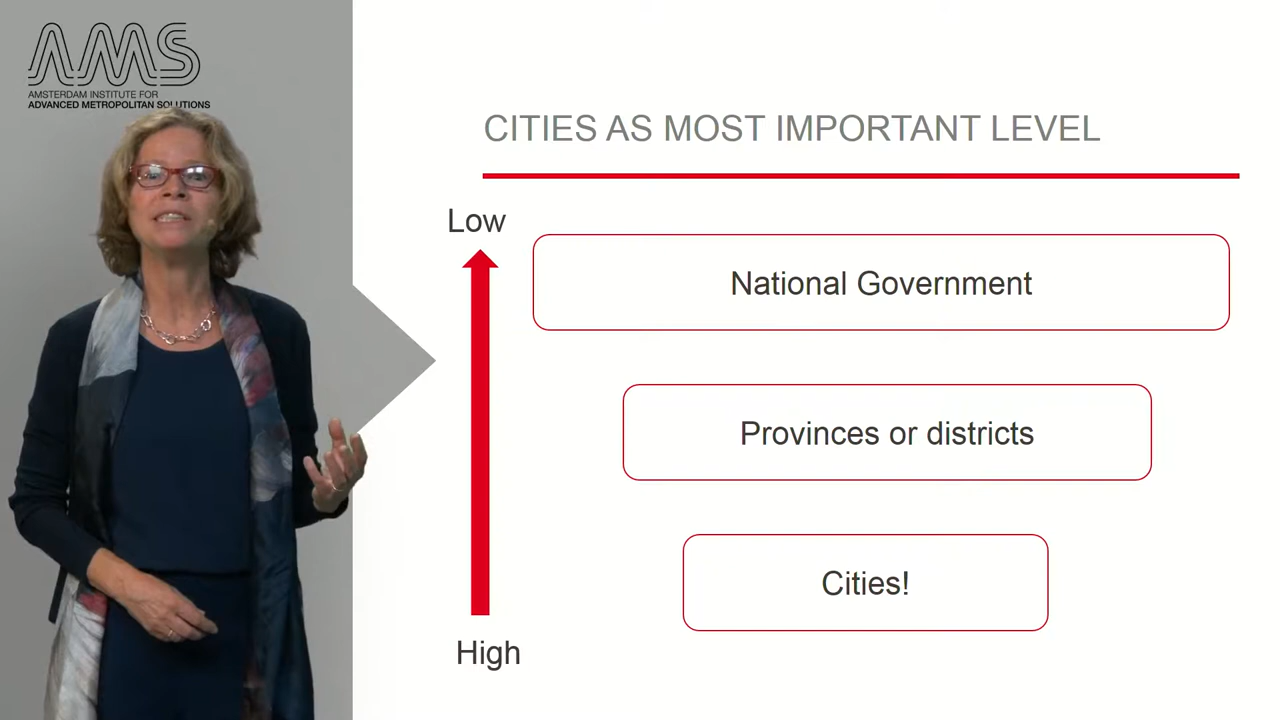 AMS
AMSTERDAM INSTITUTE FOR
ADVANCED METROPOLITAN SOLUTIONS
CITIES AS MOST IMPORTANT LEVEL
Low
National Government
Provinces or districts
Cities!
High